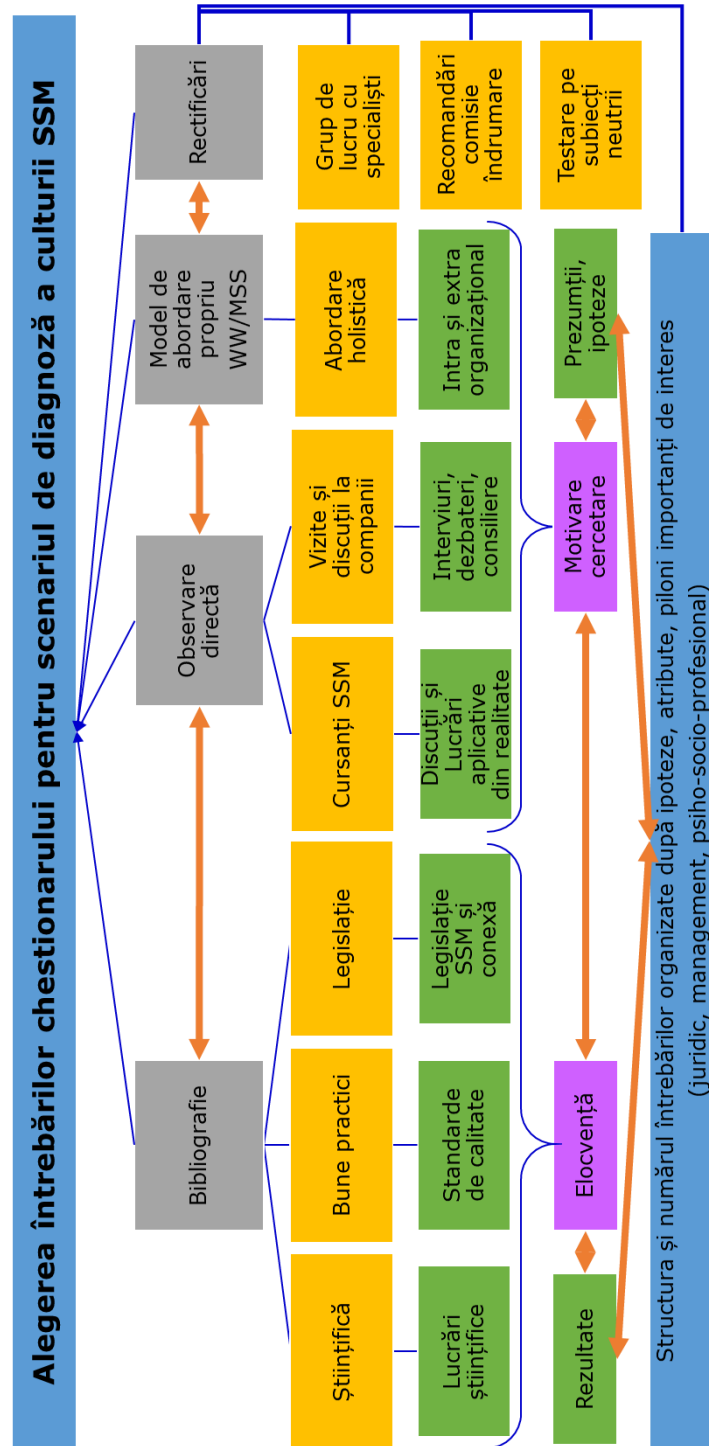 Alegerea întrebărilor chestionarului pentru scenariul de diagnoză a culturii SSM
Bibliografie
Observare
directă
Model de
abordare
propriu
WW/MSS
Rectificări
Științifică
Bune practici
Legislație
Cursanți SSM
Vizite și
discuții la
companii
Abordare
holistică
Grup de
lucru cu
specialiști
Lucrări
științifice
Standarde
de calitate
Legislație
SSM și
conexă
Discuții și
Lucrări
aplicative
din realitate
Interviuri,
dezbateri,
consiliere
Intra și extra
organizațional
Recomandări
comisie
îndrumare
Rezultate
Elocvență
Motivare
cercetare
Prezumții,
ipoteze
Testare pe
subiecți
neutrii
Structura și numărul întrebărilor organizate după ipoteze, atribute, piloni importanți de interes
(juridic, management, psiho-socio-profesional)